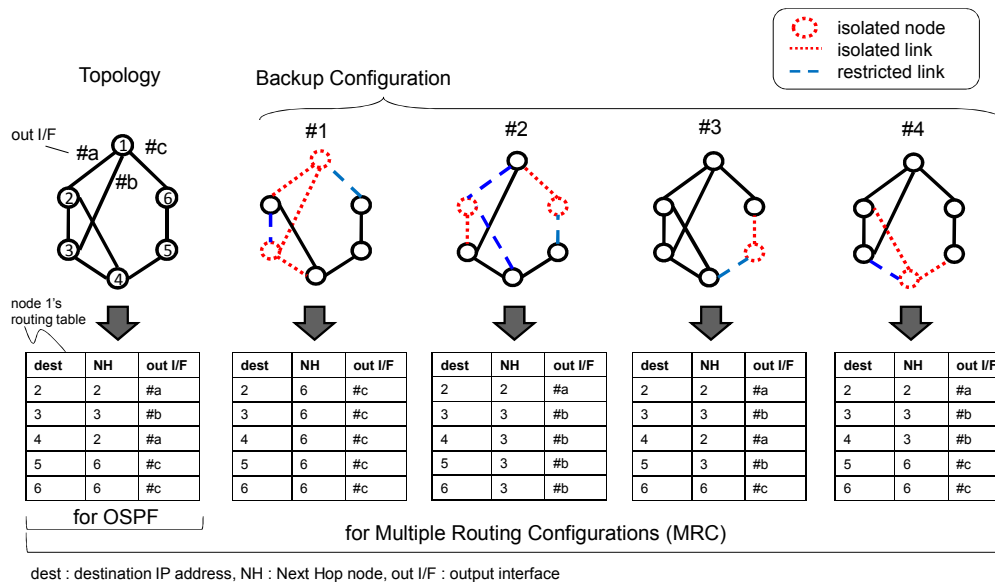 isolated node
isolated link
restricted link
Topology
Backup Configuration
out I/F
#a
#b
#c
1
2
3
4
5
6
#1
#2
#3
#4
node 1's
routing table
dest NH out I/F
2 2 #a
3 3 #b
4 2 #a
5 6 #c
6 6 #c
dest NH out I/F
2 6 #c
3 6 #c
4 6 #c
5 6 #c
6 6 #c
dest NH out I/F
2 2 #a
3 3 #b
4 3 #b
5 3 #b
6 3 #b
dest NH out I/F
2 2 #a
3 3 #b
4 2 #a
5 3 #b
6 6 #c
dest NH out I/F
2 2 #a
3 3 #b
4 3 #b
5 6 #c
6 6 #c
for OSPF
for Multiple Routing Configurations (MRC)
dest : destination IP address, NH : Next Hop node, out I/F : output interface